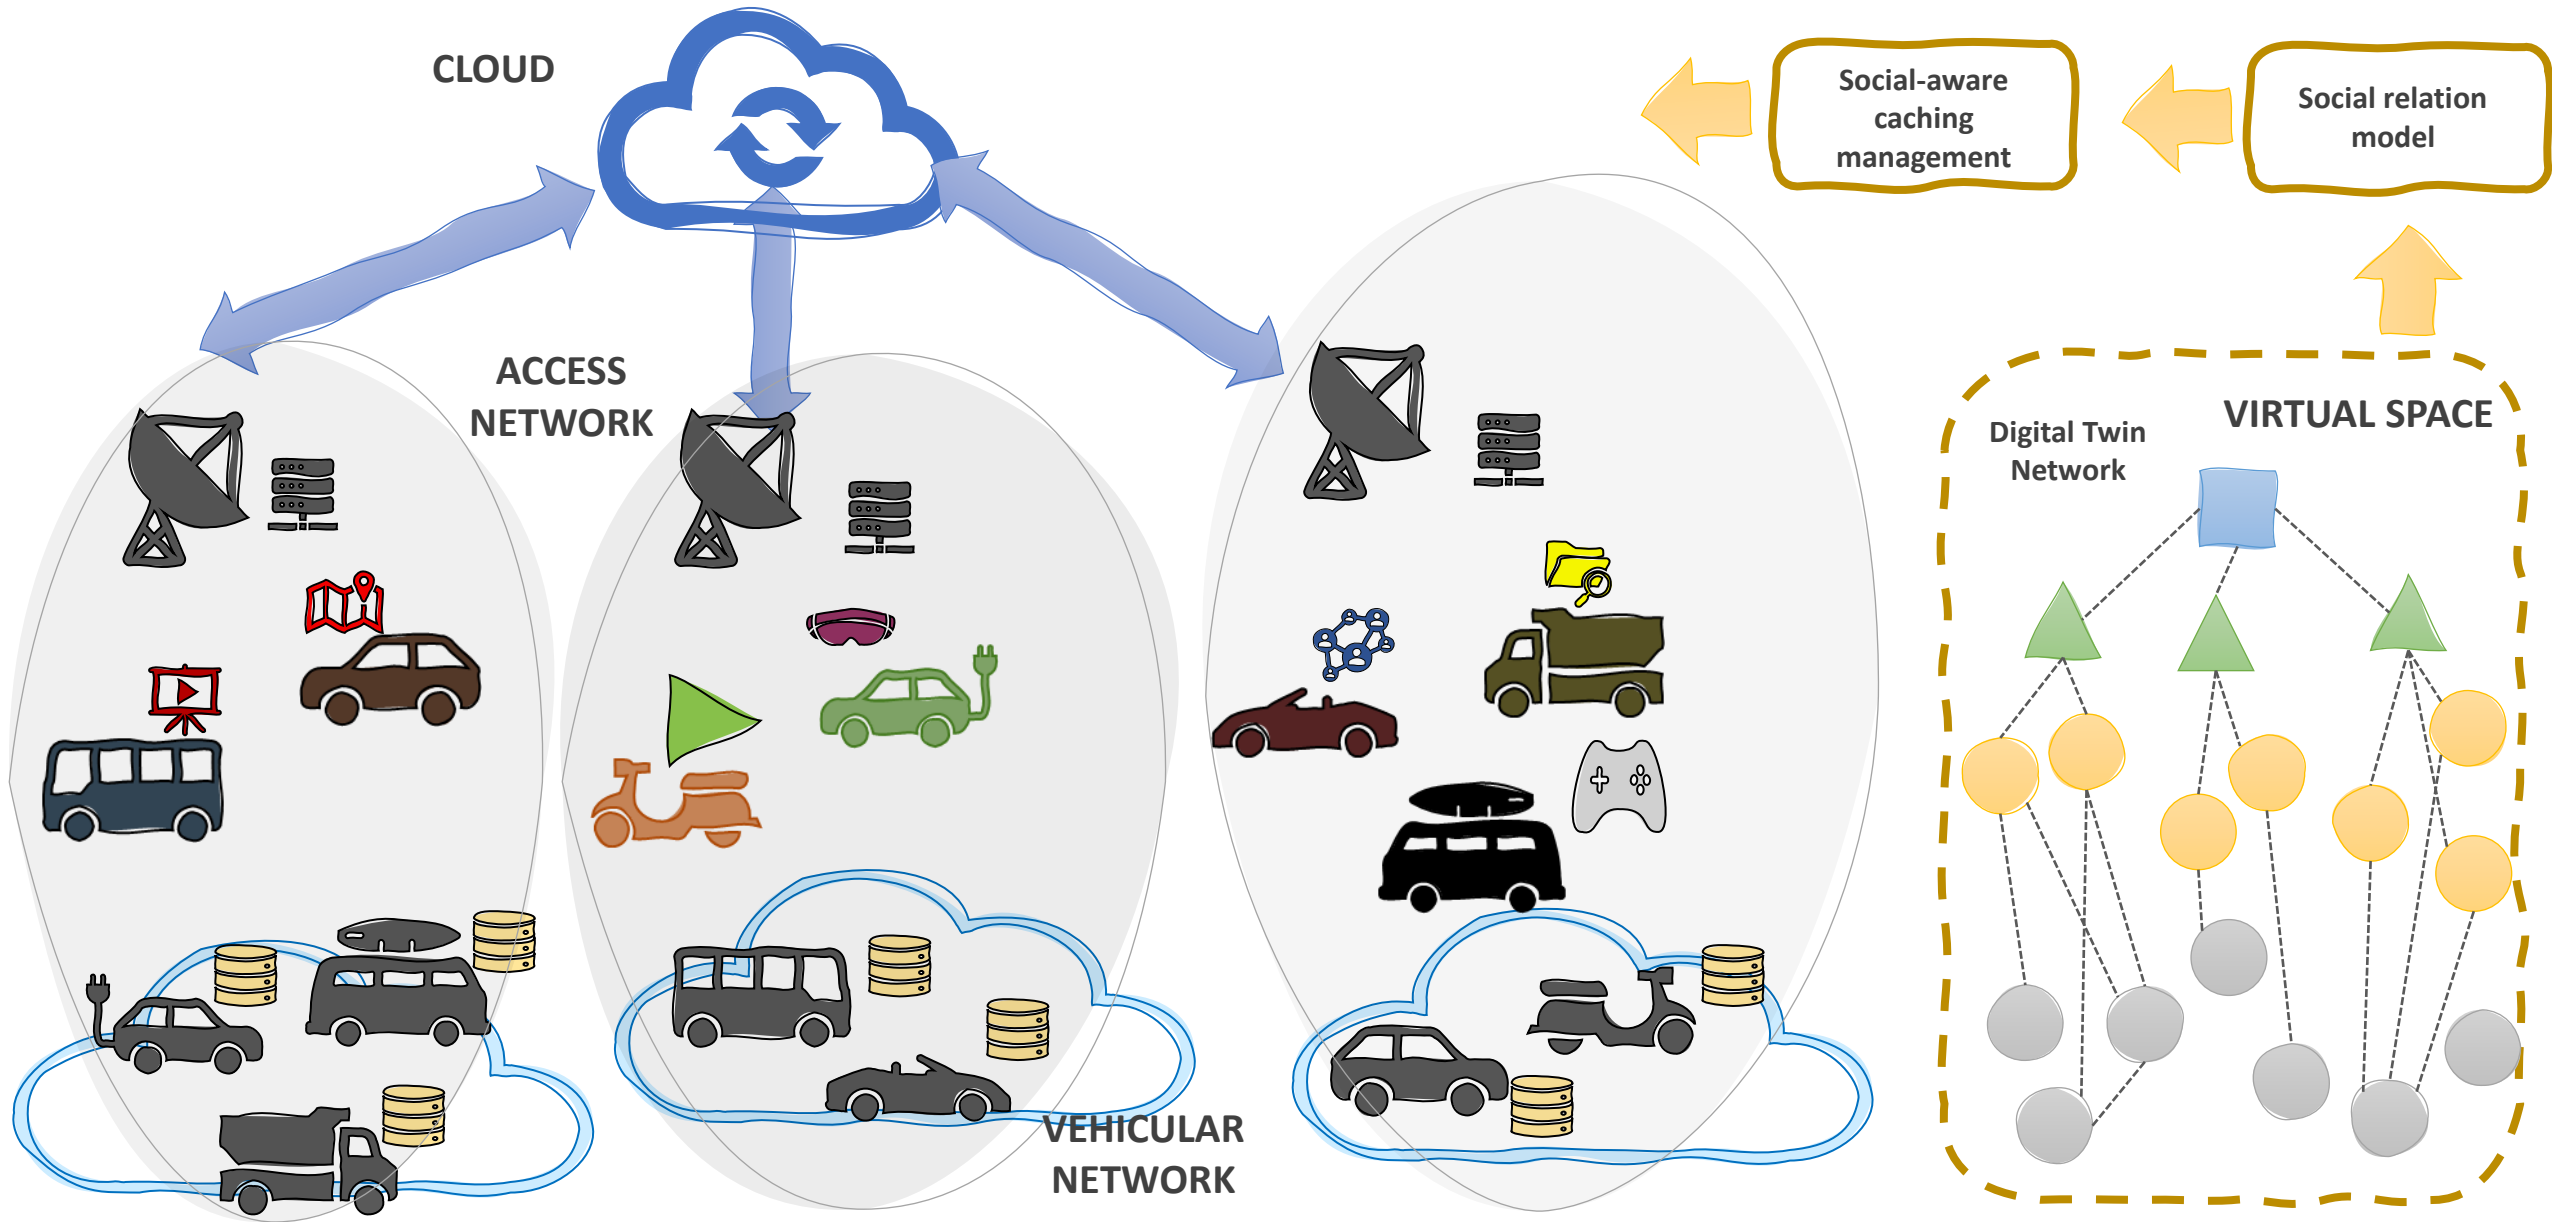 CLOUD
Social-aware
caching
management
Social relation
model
ACCESS
NETWORK
VIRTUAL SPACE
Digital Twin
Network
VEHICULAR
NETWORK